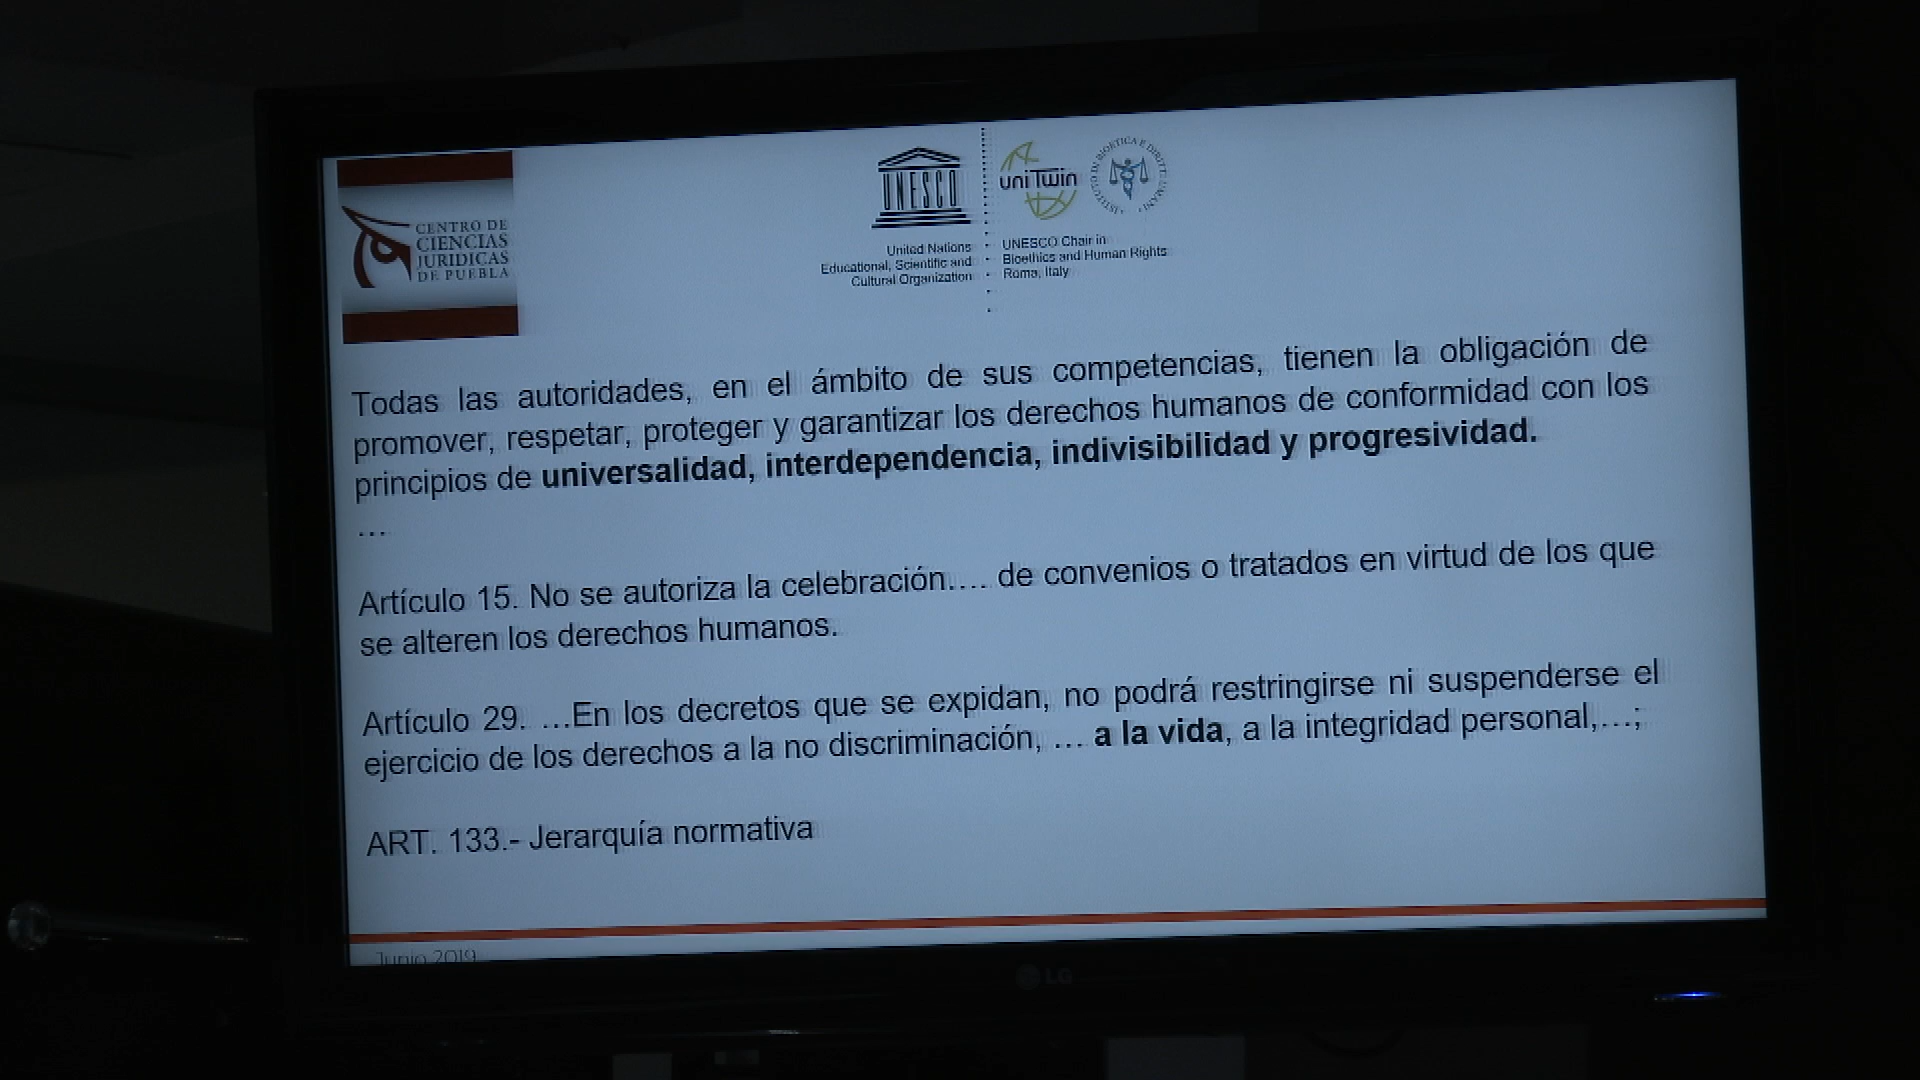 CENTRO DE
CIENCIAS
JURIDICAS
DE PUEBLA
UNESCO
United Nations
Educational, Scientific and
Cultural Organization
uniTwin
ISTITUTO DI BIOETICA E DIRITTI UMANI
UNESCO Chair in
Bioethics and Human Rights
Roma, Italy
Todas las autoridades, en el ámbito de sus competencias, tienen la obligación de
promover, respetar, proteger y garantizar los derechos humanos de conformidad con los
principios de universalidad, interdependencia, indivisibilidad y progresividad.
…
Artículo 15. No se autoriza la celebración…. de convenios o tratados en virtud de los que
se alteren los derechos humanos.
Artículo 29. …En los decretos que se expidan, no podrá restringirse ni suspenderse el
ejercicio de los derechos a la no discriminación, … a la vida, a la integridad personal,…;
ART. 133.- Jerarquía normativa
Junio 2019
LG